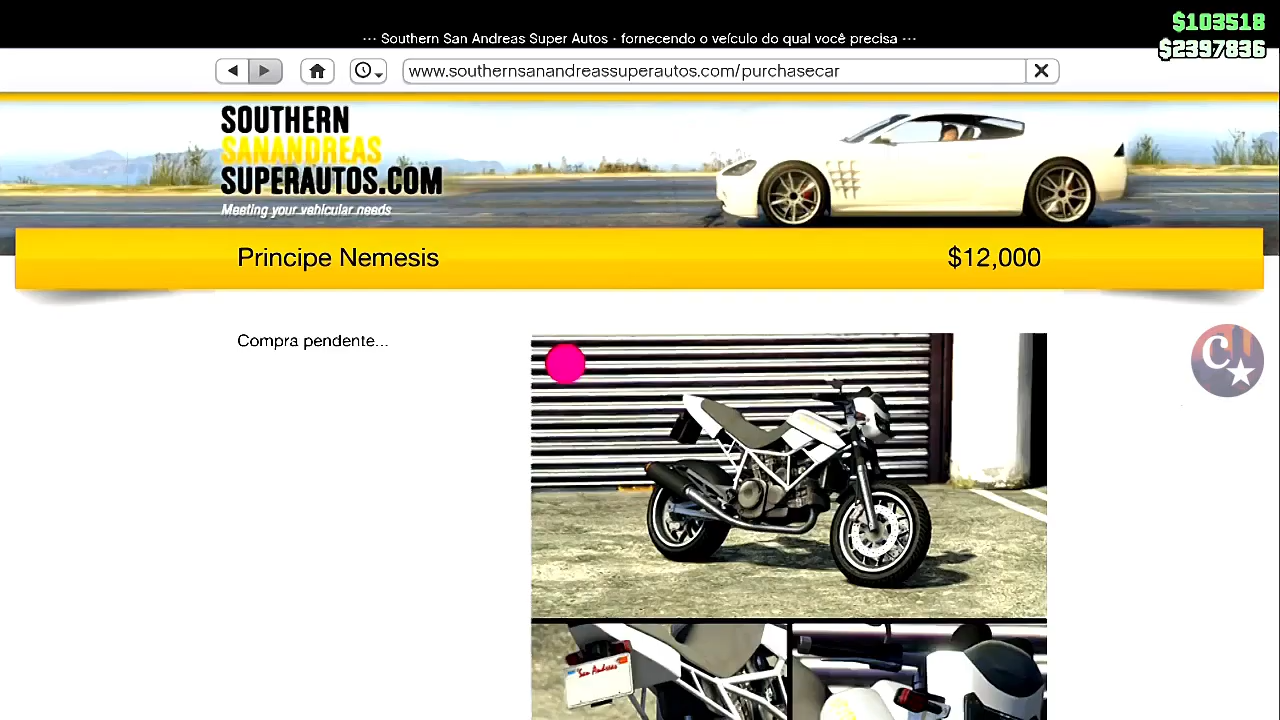 $103518
··· Southern San Andreas Super Autos - fornecendo o veículo do qual você precisa ···
$2397836
www.southernsanandreassuperautos.com/purchasecar
SOUTHERN
SANANDREAS
SUPERAUTOS.COM
Meeting your vehicular needs
Principe Nemesis
$12,000
Compra pendente...
C
San Andreas